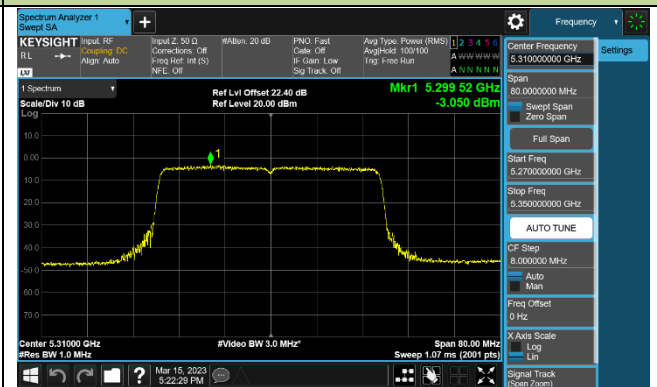 Spectrum Analyzer 1
Swept SA
Frequency
KEYSIGHT
Input: RF
Coupling: DC
Align: Auto
Input Z: 50 Ω
Corrections: Off
Freq Ref: Int (S)
NFE: Off
#Atten: 20 dB
PNO: Fast
Gate: Off
IF Gain: Low
Sig Track: Off
Avg Type: Power (RMS)
Avg|Hold: 100/100
Trig: Free Run
1 2 3 4 5 6
A W W W W W
A N N N N N
RL
LXI
Center Frequency
5.310000000 GHz
Settings
Span
80.0000000 MHz
Swept Span
Zero Span
Full Span
Start Freq
5.270000000 GHz
Stop Freq
5.350000000 GHz
AUTO TUNE
CF Step
8.000000 MHz
Auto
Man
Freq Offset
0 Hz
X Axis Scale
Log
Lin
Signal Track
(Span Zoom)
1 Spectrum
Scale/Div 10 dB
Log
Ref Lvl Offset 22.40 dB
Ref Level 20.00 dBm
Mkr1 5.299 52 GHz
-3.050 dBm
10.0
0.00
1
10.0
20.0
30.0
40.0
-50.0
60.0
70.0
Center 5.31000 GHz
#Res BW 1.0 MHz
#Video BW 3.0 MHz*
Span 80.00 MHz
Sweep 1.07 ms (2001 pts)
?
Mar 15, 2023
5:22:29 PM